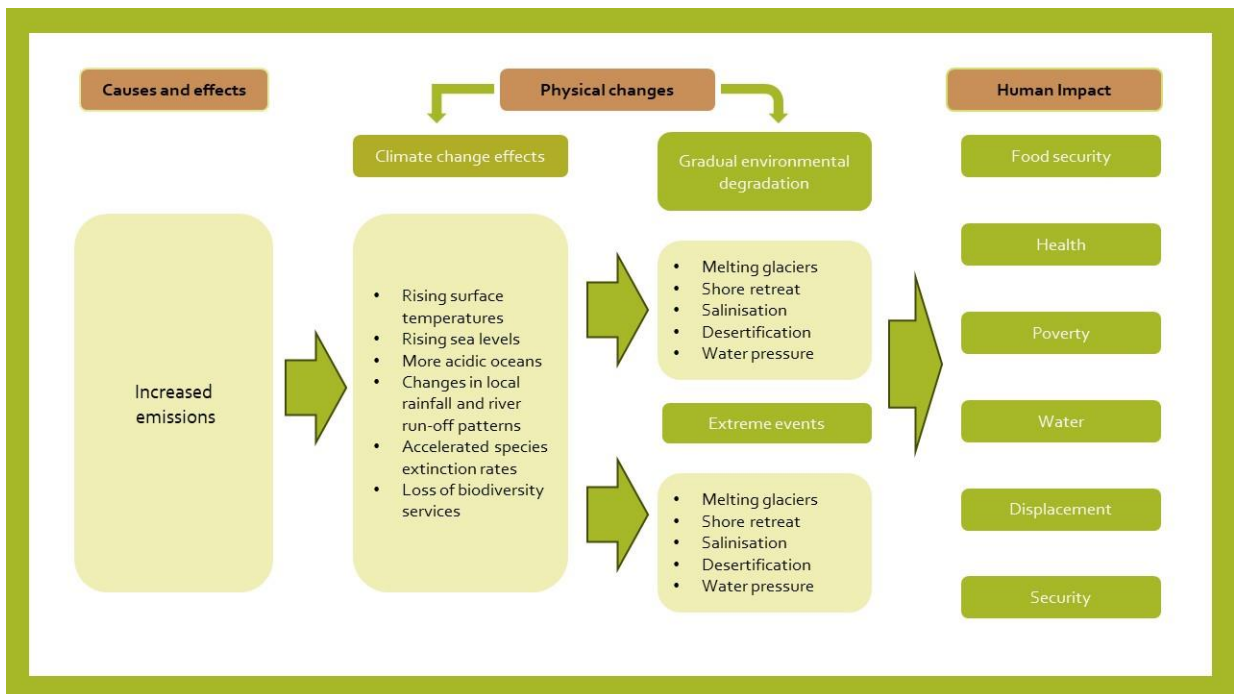 Causes and effects
Physical changes
Human Impact
Climate change effects
Gradual environmental
degradation
Food security
Increased
emissions
• Rising surface
temperatures
• Rising sea levels
• More acidic oceans
• Changes in local
rainfall and river
run-off patterns
• Accelerated species
extinction rates
• Loss of biodiversity
services
• Melting glaciers
• Shore retreat
• Salinisation
• Desertification
• Water pressure
Extreme events
• Melting glaciers
• Shore retreat
• Salinisation
• Desertification
• Water pressure
Health
Poverty
Water
Displacement
Security